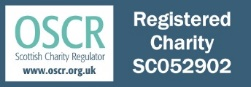 OSCR
Scottish Charity Regulator
www.oscr.org.uk
Registered
Charity
SC052902